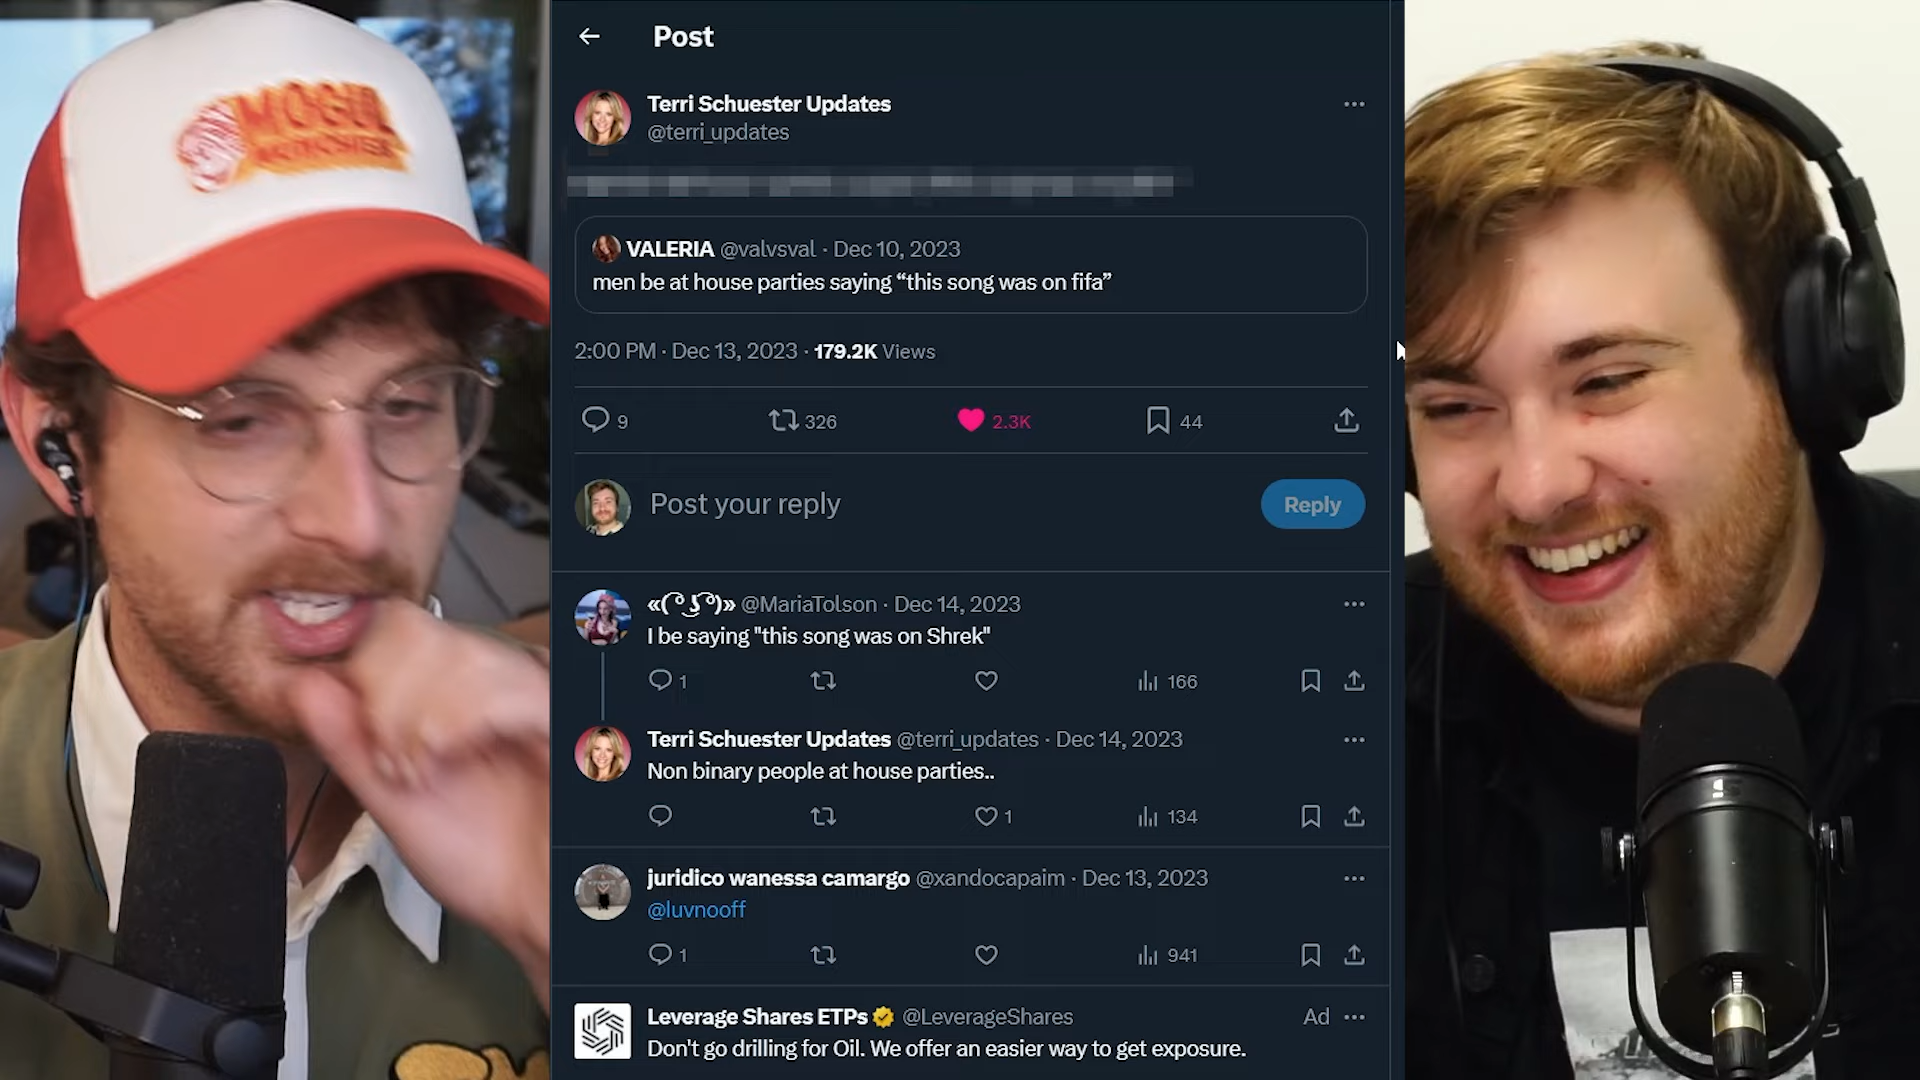 MOGUL
Post
Terri Schuester Updates
@terri_updates
VALERIA @valvsval · Dec 10, 2023
men be at house parties saying “this song was on fifa”
2:00 PM · Dec 13, 2023 · 179.2K Views
9 326 2.3K 44
Post your reply Reply
«( ͡° ͜ʖ ͡°)» @MariaTolson · Dec 14, 2023
I be saying "this song was on Shrek"
1 166
Terri Schuester Updates @terri_updates · Dec 14, 2023
Non binary people at house parties..
1 134
juridico wanessa camargo @xandocapaim · Dec 13, 2023
@luvnooff
1 941
Leverage Shares ETPs @LeverageShares Ad
Don't go drilling for Oil. We offer an easier way to get exposure.